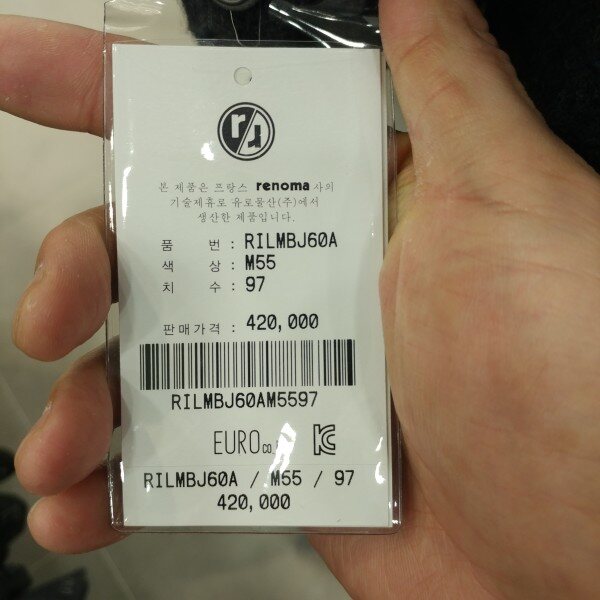 본 제품은 프랑스 renoma 사의
기술제휴로 유로물산(주)에서
생산한 제품입니다.
품 번 : RILMBJ60A
색 상 : M55
치 수 : 97
판매가격 : 420,000
RILMBJ60AM5597
EURO co.
RILMBJ60A / M55 / 97
420,000